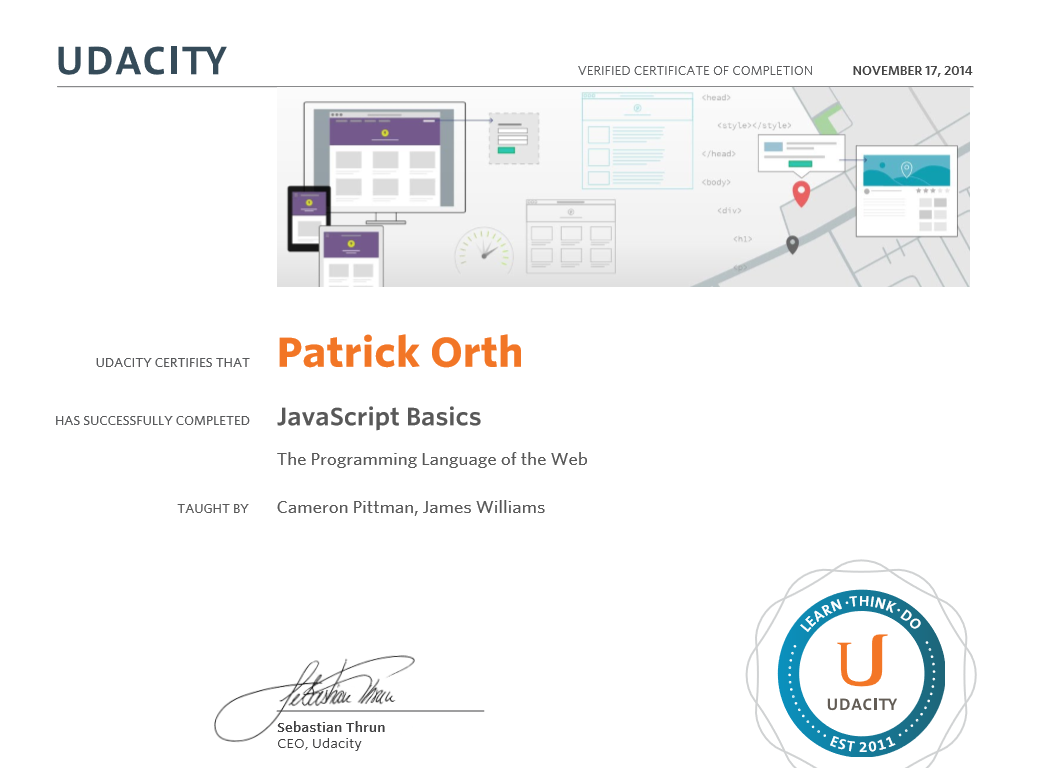 UDACITY
VERIFIED CERTIFICATE OF COMPLETION NOVEMBER 17, 2014
<head>
<style></style>
</head>
<body>
<div>
<h1>
<p>
UDACITY CERTIFIES THAT Patrick Orth
HAS SUCCESSFULLY COMPLETED JavaScript Basics
The Programming Language of the Web
TAUGHT BY Cameron Pittman, James Williams
LEARN · THINK · DO
U
UDACITY
EST 2011
Sebastian Thrun
Sebastian Thrun
CEO, Udacity